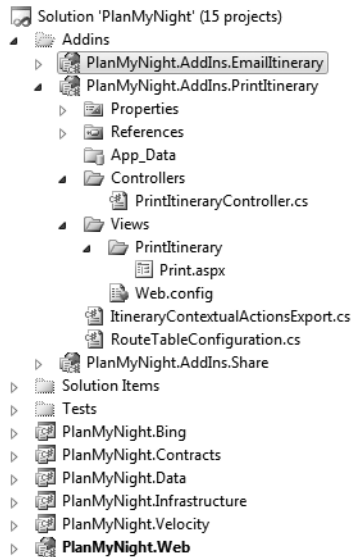 Solution 'PlanMyNight' (15 projects)
Addins
PlanMyNight.AddIns.EmailItinerary
PlanMyNight.AddIns.PrintItinerary
Properties
References
App_Data
Controllers
PrintItineraryController.cs
Views
PrintItinerary
Print.aspx
Web.config
ItineraryContextualActionsExport.cs
RouteTableConfiguration.cs
PlanMyNight.AddIns.Share
Solution Items
Tests
PlanMyNight.Bing
PlanMyNight.Contracts
PlanMyNight.Data
PlanMyNight.Infrastructure
PlanMyNight.Velocity
PlanMyNight.Web